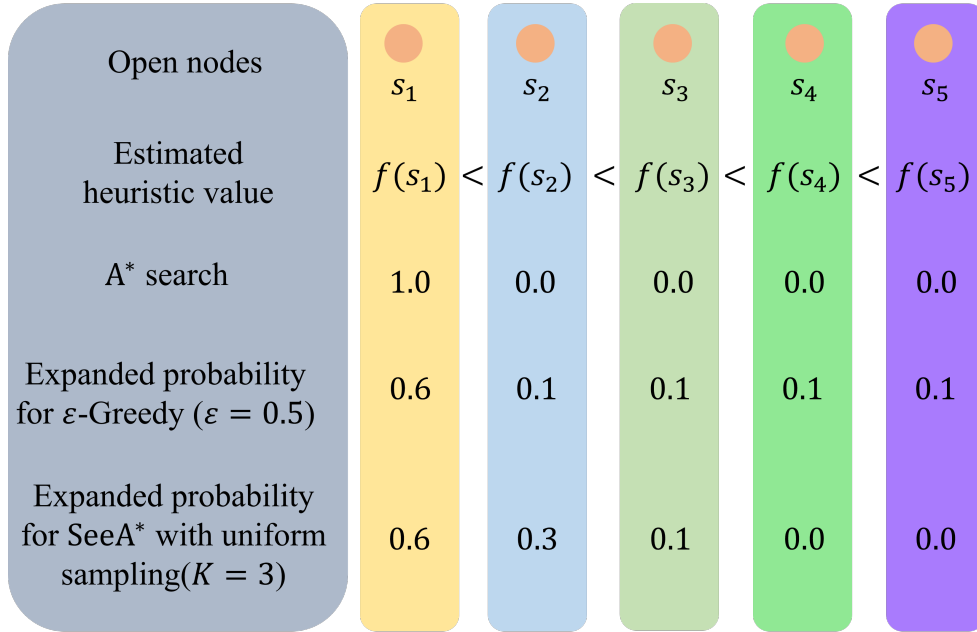 Open nodes
s₁ s₂ s₃ s₄ s₅
Estimated
heuristic value
f(s₁) < f(s₂) < f(s₃) < f(s₄) < f(s₅)
A* search
1.0 0.0 0.0 0.0 0.0
Expanded probability
for ε-Greedy (ε = 0.5)
0.6 0.1 0.1 0.1 0.1
Expanded probability
for SeeA* with uniform
sampling(K = 3)
0.6 0.3 0.1 0.0 0.0